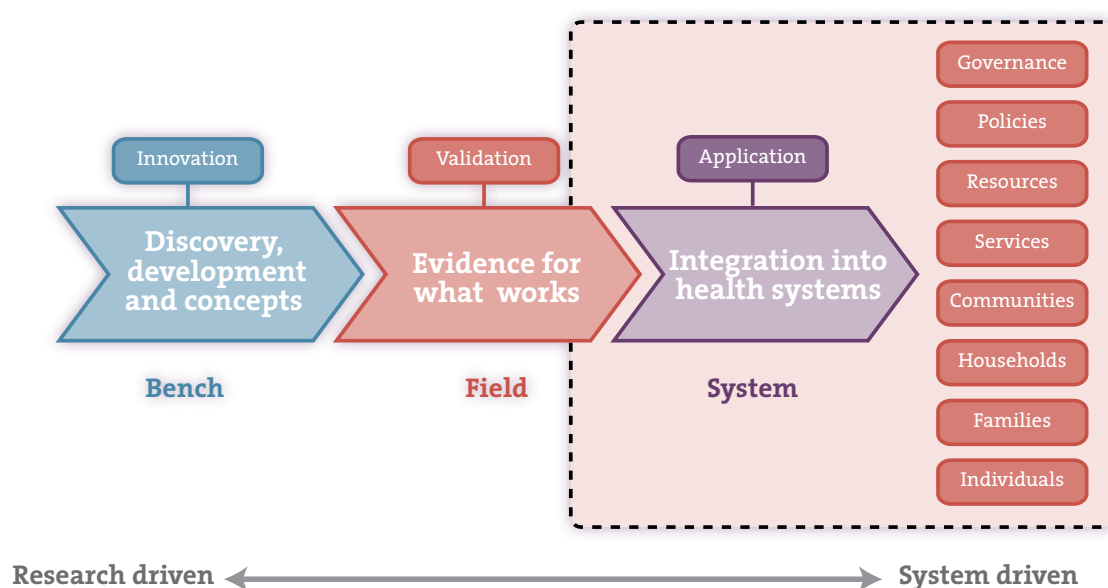 Innovation
Discovery,
development
and concepts
Bench
Validation
Evidence for
what works
Field
Application
Integration into
health systems
System
Governance
Policies
Resources
Services
Communities
Households
Families
Individuals
Research driven
System driven